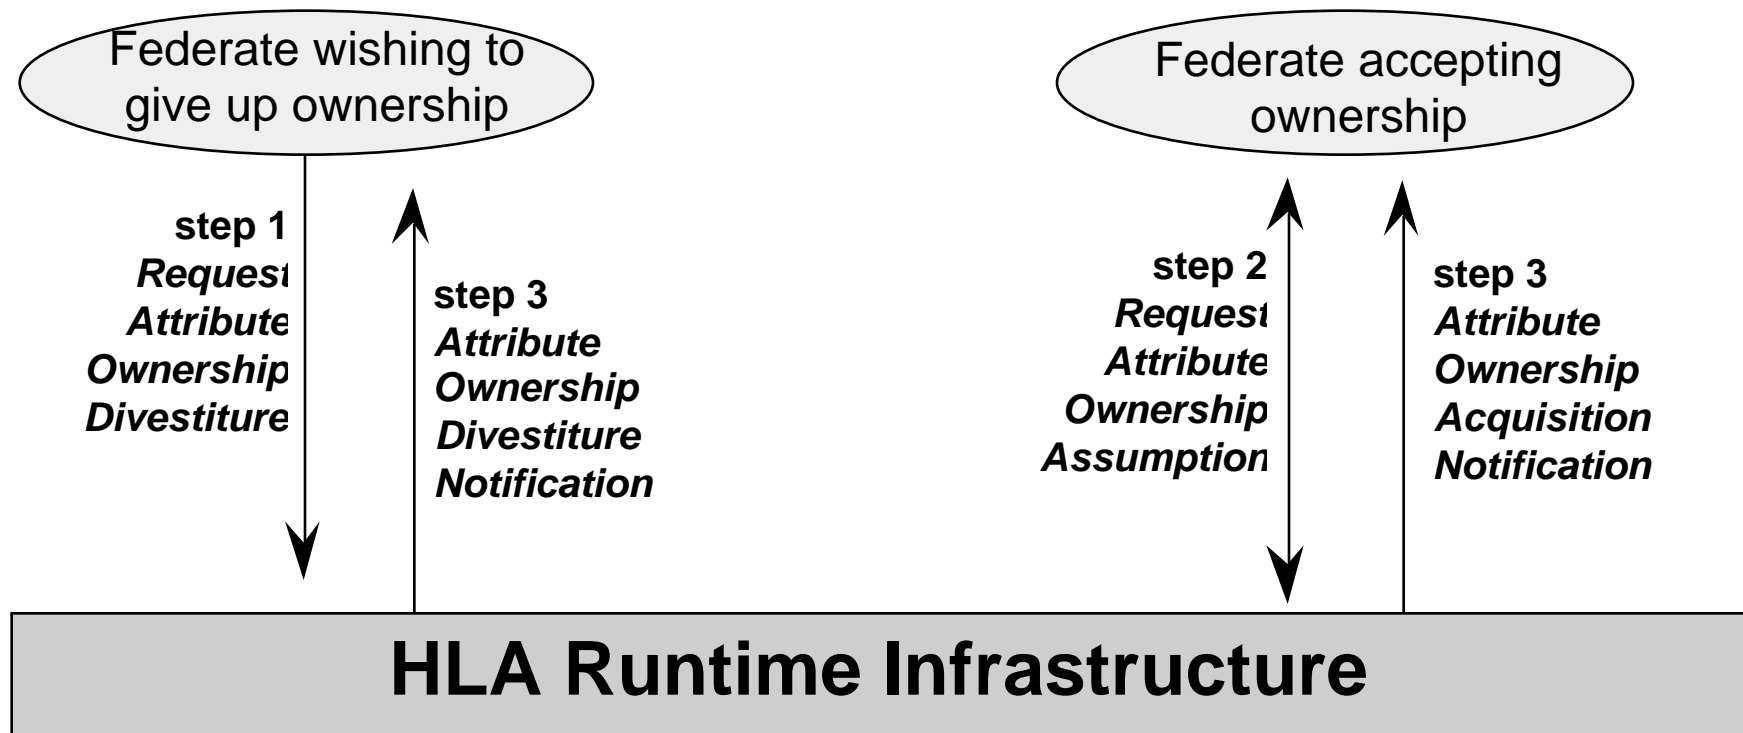 Federate wishing to
give up ownership
Federate accepting
ownership
step 1
Request
Attribute
Ownership
Divestiture
step 3
Attribute
Ownership
Divestiture
Notification
step 2
Request
Attribute
Ownership
Assumption
step 3
Attribute
Ownership
Acquisition
Notification
HLA Runtime Infrastructure